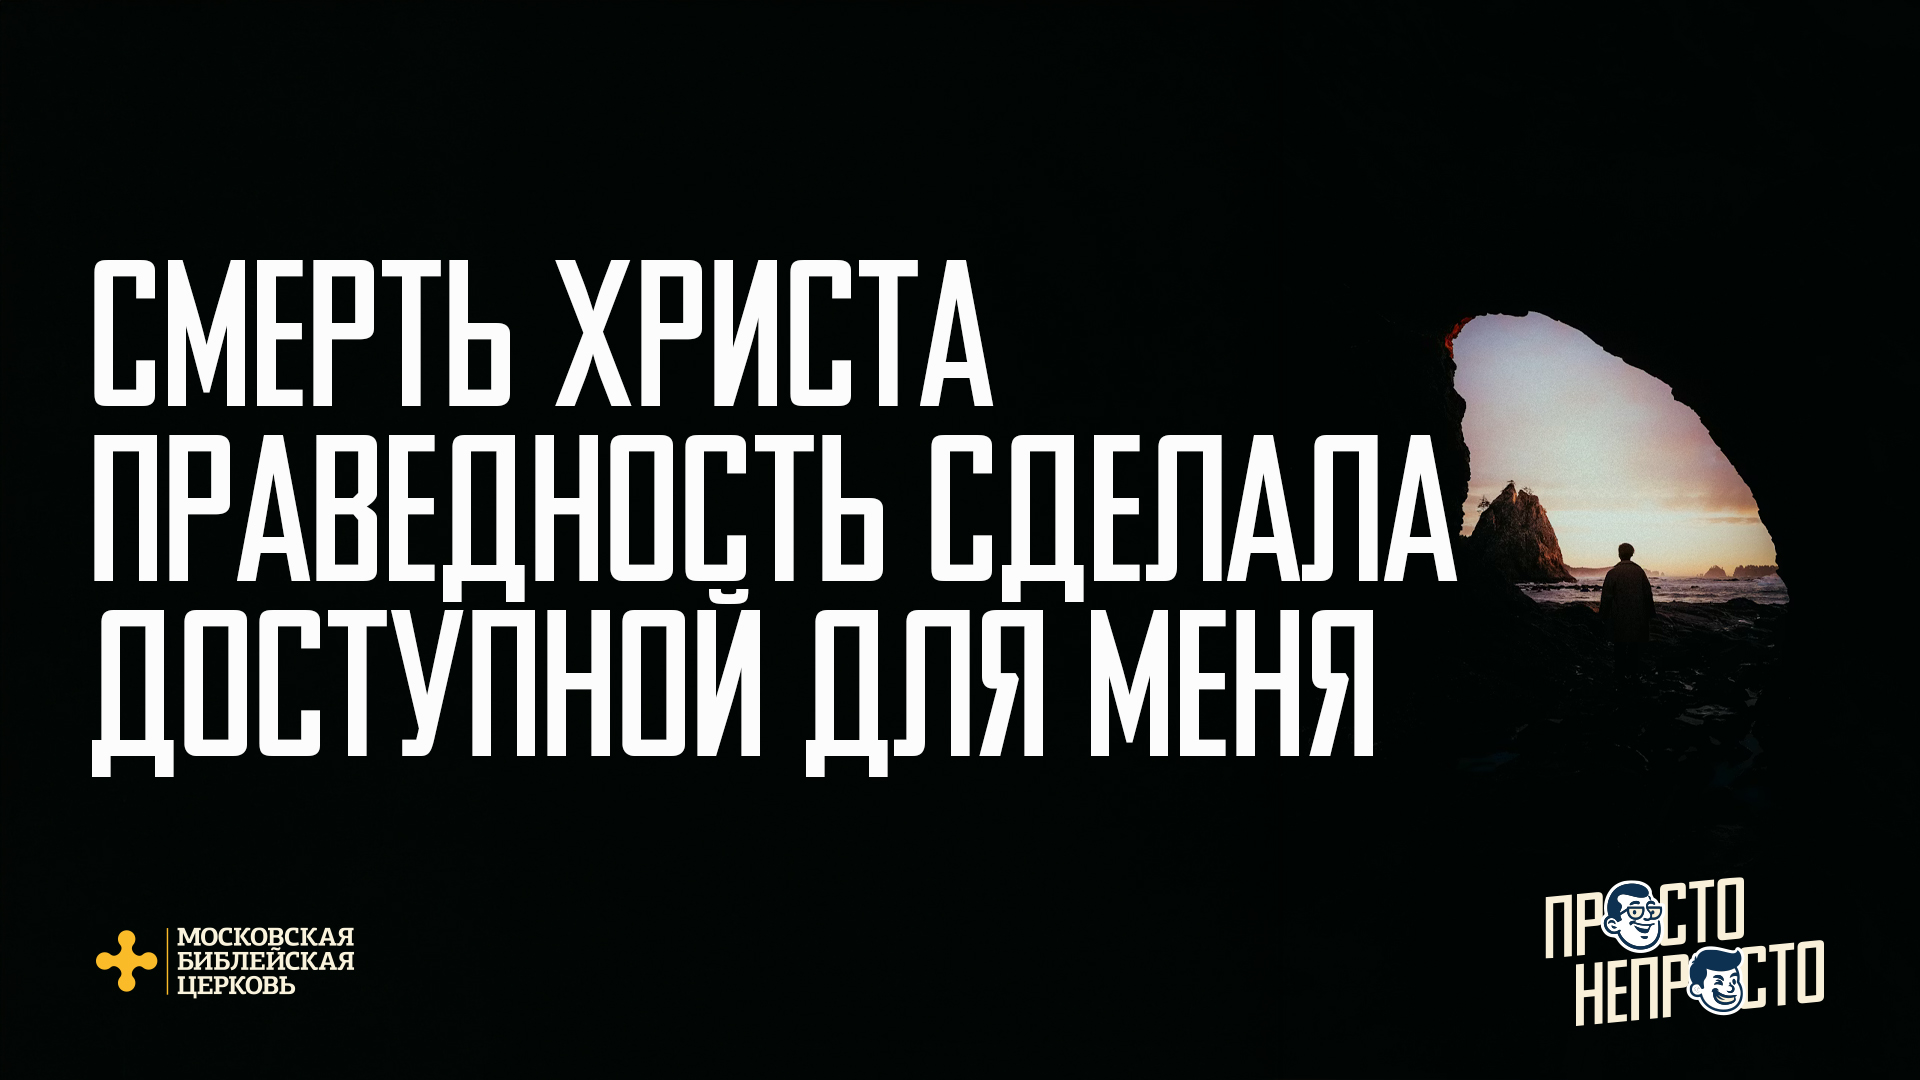 СМЕРТЬ ХРИСТА
ПРАВЕДНОСТЬ СДЕЛАЛА
ДОСТУПНОЙ ДЛЯ МЕНЯ
МОСКОВСКАЯ
БИБЛЕЙСКАЯ
ЦЕРКОВЬ
ПРОСТО
НЕПРОСТО